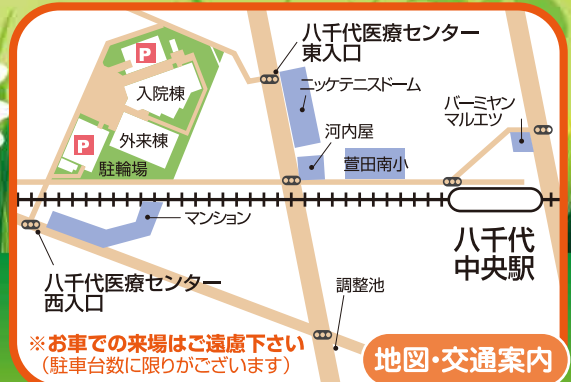 八千代医療センター
東入口
P
入院棟
ニッケテニスドーム
バーミヤン
マルエツ
河内屋
外来棟
P
萱田南小
駐輪場
マンション
八千代
中央駅
八千代医療センター
西入口
調整池
※お車での来場はご遠慮下さい
（駐車台数に限りがございます）
地図・交通案内